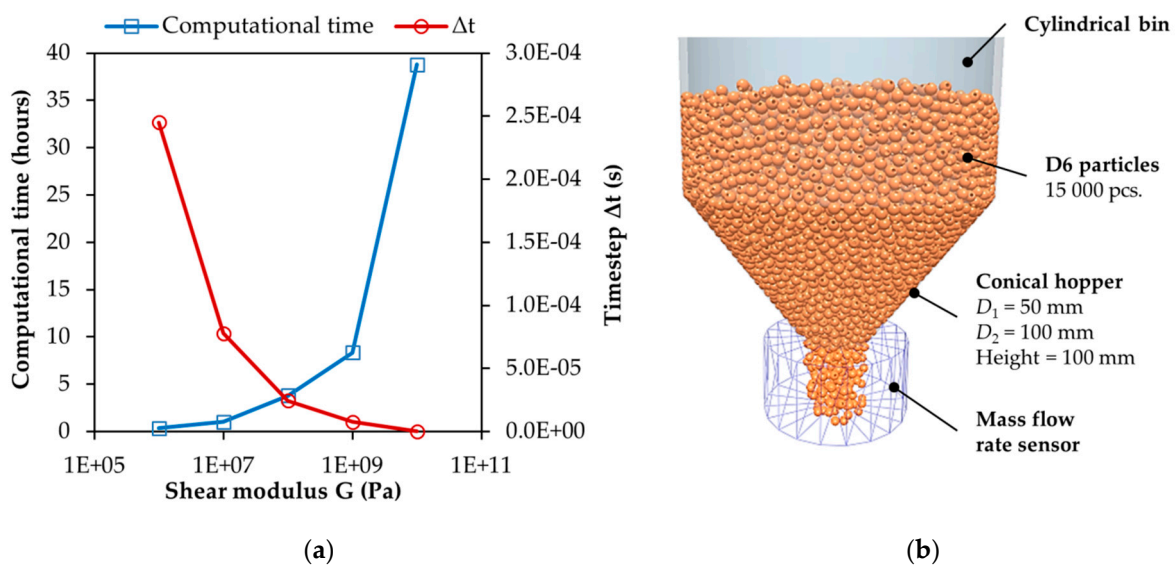 Computational time
Δt
Computational time (hours)
40
35
30
25
20
15
10
5
0
3.0E-04
2.5E-04
2.0E-04
1.5E-04
1.0E-04
5.0E-05
0.0E+00
Timestep Δt (s)
1E+05
1E+07
1E+09
1E+11
Shear modulus G (Pa)
(a)
Cylindrical bin
D6 particles
15 000 pcs.
Conical hopper
D1 = 50 mm
D2 = 100 mm
Height = 100 mm
Mass flow
rate sensor
(b)